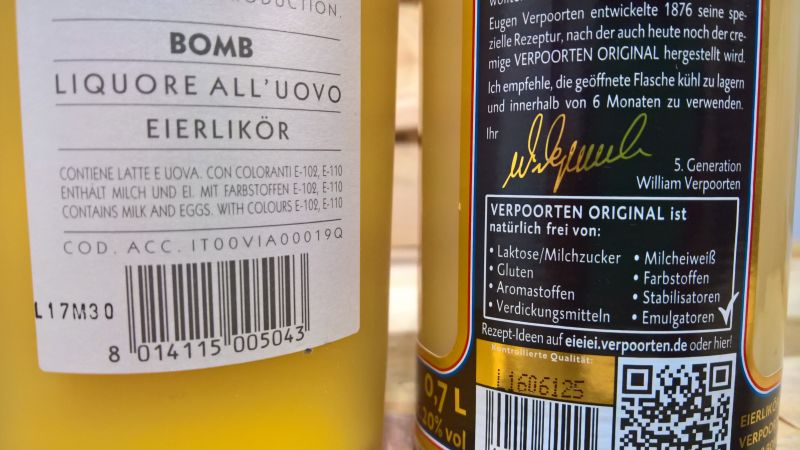 PRODUCTION.
BOMB
LIQUORE ALL'UOVO
EIERLIKÖR
CONTIENE LATTE E UOVA. CON COLORANTI E-102, E-110
ENTHÄLT MILCH UND EI. MIT FARBSTOFFEN E-102, E-110
CONTAINS MILK AND EGGS. WITH COLOURS E-102, E-110
COD. ACC. IT00VIA00019Q
L17M30
8 014115 005043
wollten.
Eugen Verpoorten entwickelte 1876 seine spe-
zielle Rezeptur, nach der auch heute noch der cre-
mige VERPOORTEN ORIGINAL hergestellt wird.
Ich empfehle, die geöffnete Flasche kühl zu lagern
und innerhalb von 6 Monaten zu verwenden.
Ihr
5. Generation
William Verpoorten
VERPOORTEN ORIGINAL ist
natürlich frei von:
• Laktose/Milchzucker
• Gluten
• Aromastoffen
• Verdickungsmitteln
• Milcheiweiß
• Farbstoffen
• Stabilisatoren
• Emulgatoren
Rezept-Ideen auf eieiei.verpoorten.de oder hier!
Kontrollierte Qualität:
L1606125
0,7 L
20% vol
EIERLIKÖ
VERPOO